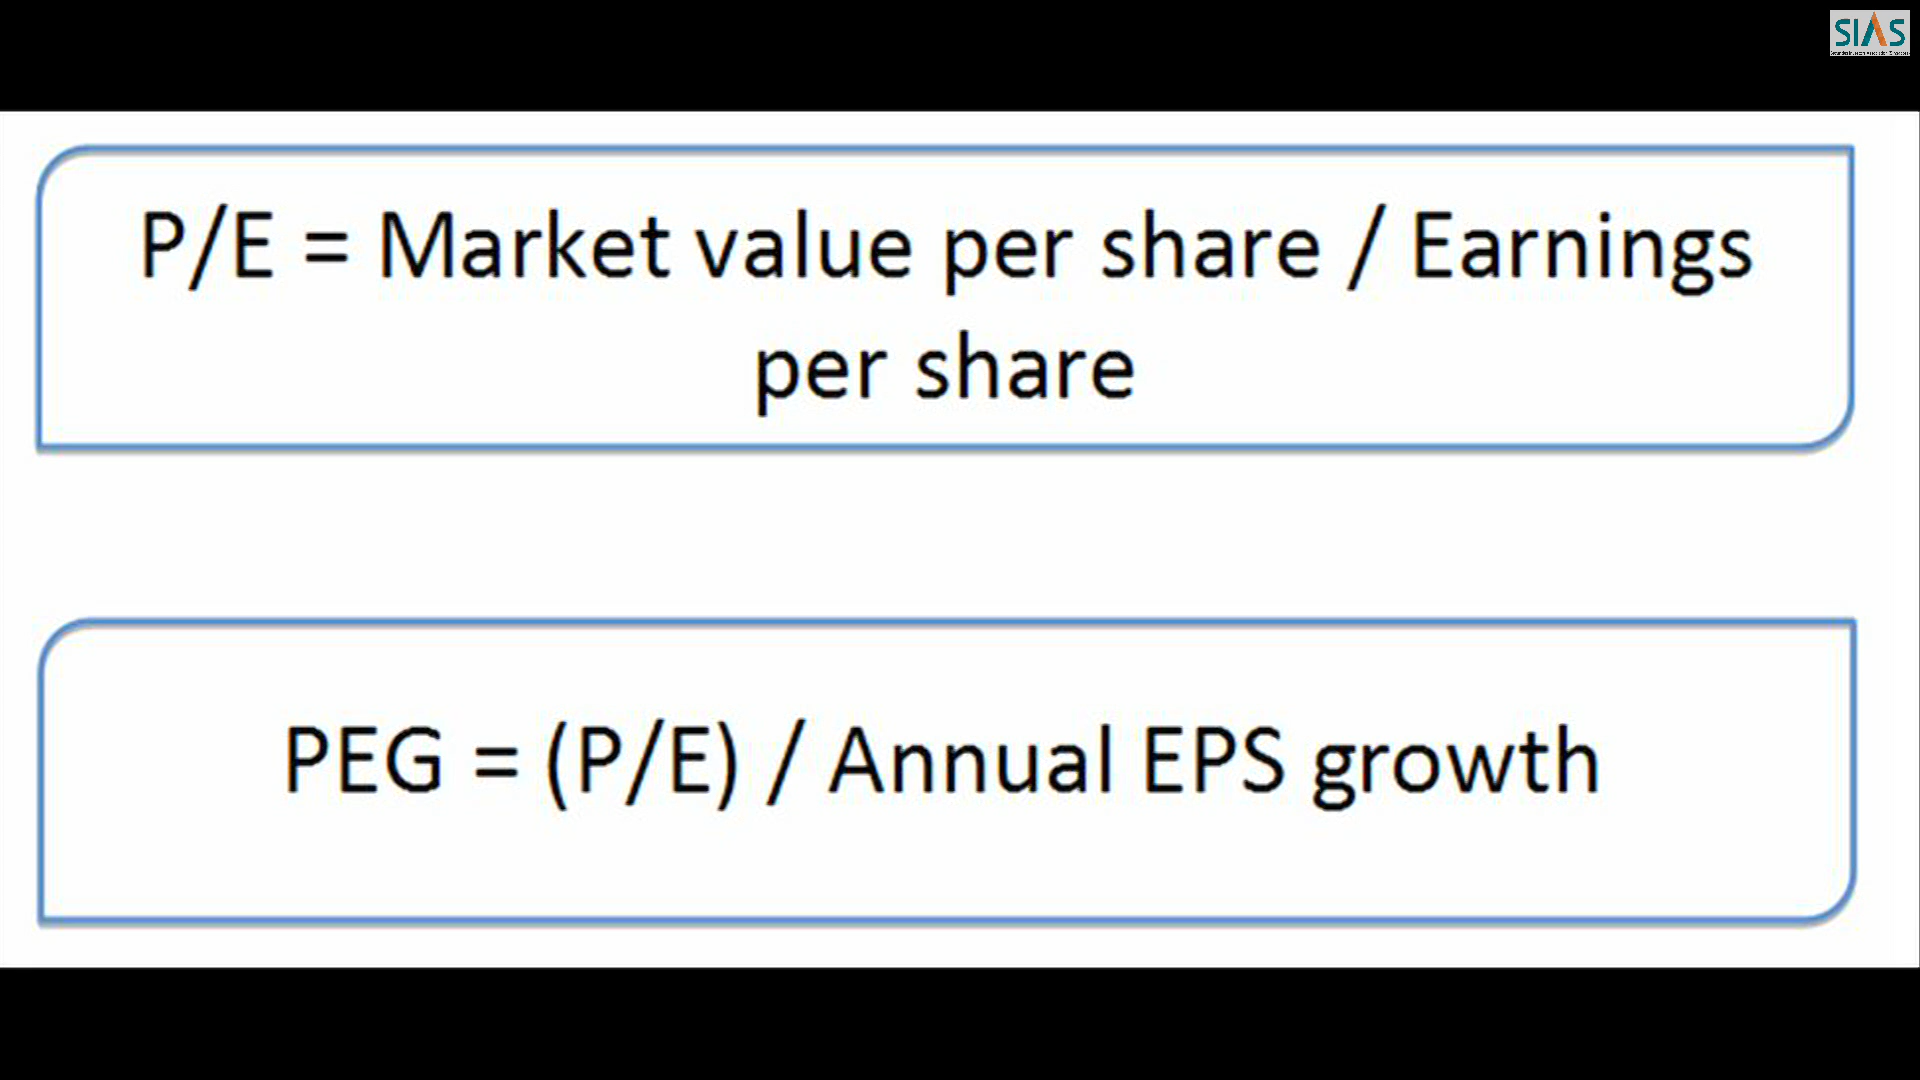 SIAS
P/E = Market value per share / Earnings
per share
PEG = (P/E) / Annual EPS growth